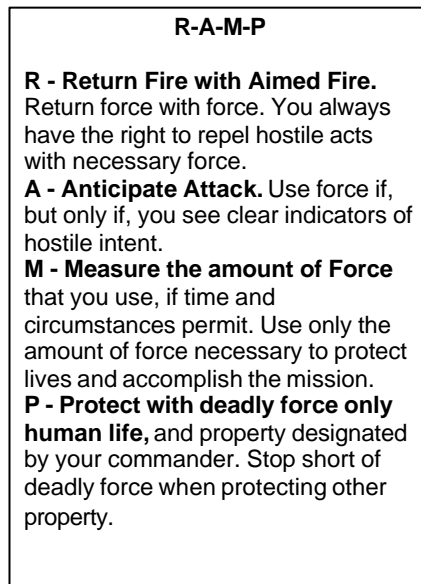 R-A-M-P
R - Return Fire with Aimed Fire.
Return force with force. You always
have the right to repel hostile acts
with necessary force.
A - Anticipate Attack. Use force if,
but only if, you see clear indicators of
hostile intent.
M - Measure the amount of Force
that you use, if time and
circumstances permit. Use only the
amount of force necessary to protect
lives and accomplish the mission.
P - Protect with deadly force only
human life, and property designated
by your commander. Stop short of
deadly force when protecting other
property.